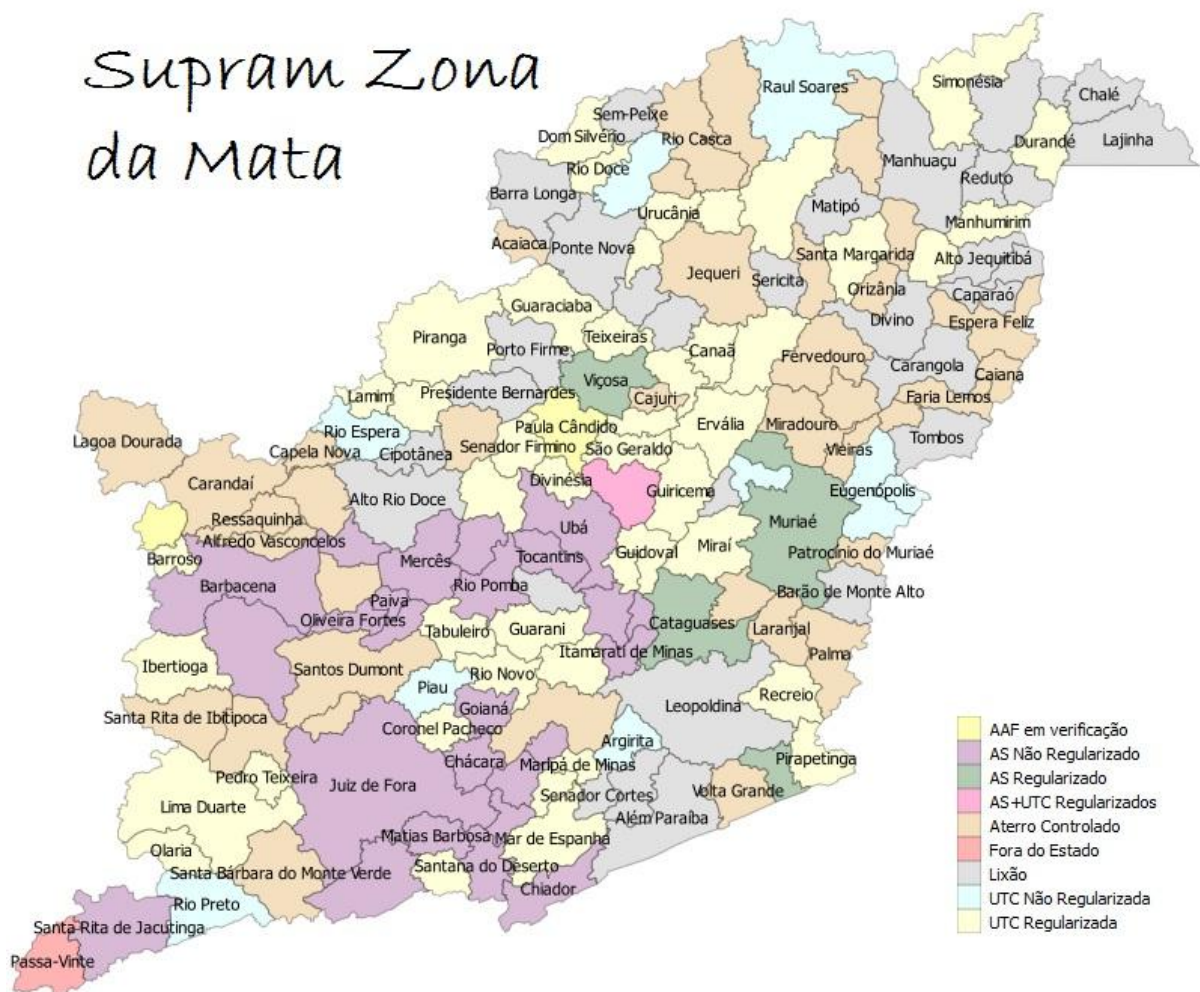 Supram Zona
da Mata
Raul Soares
Simonésia
Chalé
Sem-Peixe
Dom Silvério
Rio Casca
Durandé
Lajinha
Rio Doce
Manhuaçu
Reduto
Barra Longa
Urucânia
Matipó
Manhumirim
Acaiaca
Ponte Nova
Santa Margarida
Alto Jequitibá
Jequeri
Sericita
Orizânia
Caparaó
Guaraciaba
Divino
Espera Feliz
Piranga
Teixeiras
Porto Firme
Canaã
Fervedouro
Carangola
Caiana
Viçosa
Lamim
Presidente Bernardes
Cajuri
Faria Lemos
Rio Espera
Paula Cândido
Ervália
Miradouro
Lagoa Dourada
Capela Nova
Cipotânea
Senador Firmino
São Geraldo
Vieiras
Tombos
Carandaí
Alto Rio Doce
Divinésia
Guiricema
Eugenópolis
Ressaquinha
Ubá
Muriaé
Alfredo Vasconcelos
Barroso
Mercês
Tocantins
Guidoval
Miraí
Patrocínio do Muriaé
Barbacena
Rio Pomba
Paiva
Barão de Monte Alto
Oliveira Fortes
Tabuleiro
Guarani
Cataguases
Laranjal
Ibertioga
Santos Dumont
Itamarati de Minas
Palma
Piau
Rio Novo
Recreio
Santa Rita de Ibitipoca
Goianá
Leopoldina
Coronel Pacheco
Argirita
Pedro Teixeira
Juiz de Fora
Chácara
Maripá de Minas
Pirapetinga
Lima Duarte
Senador Cortes
Volta Grande
Além Paraíba
Olaria
Matias Barbosa
Mar de Espanha
Santa Bárbara do Monte Verde
Santana do Deserto
Chiador
Rio Preto
Santa Rita de Jacutinga
Passa-Vinte
AAF em verificação
AS Não Regularizado
AS Regularizado
AS+UTC Regularizados
Aterro Controlado
Fora do Estado
Lixão
UTC Não Regularizada
UTC Regularizada